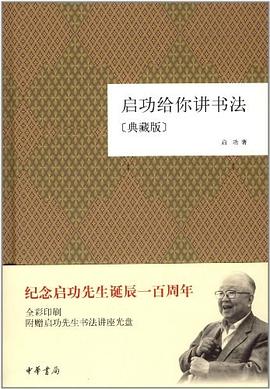 启功给你讲书法
〔典藏版〕
启 功 著
纪念启功先生诞辰一百周年
全彩印刷
附赠启功先生书法讲座光盘
中華書局